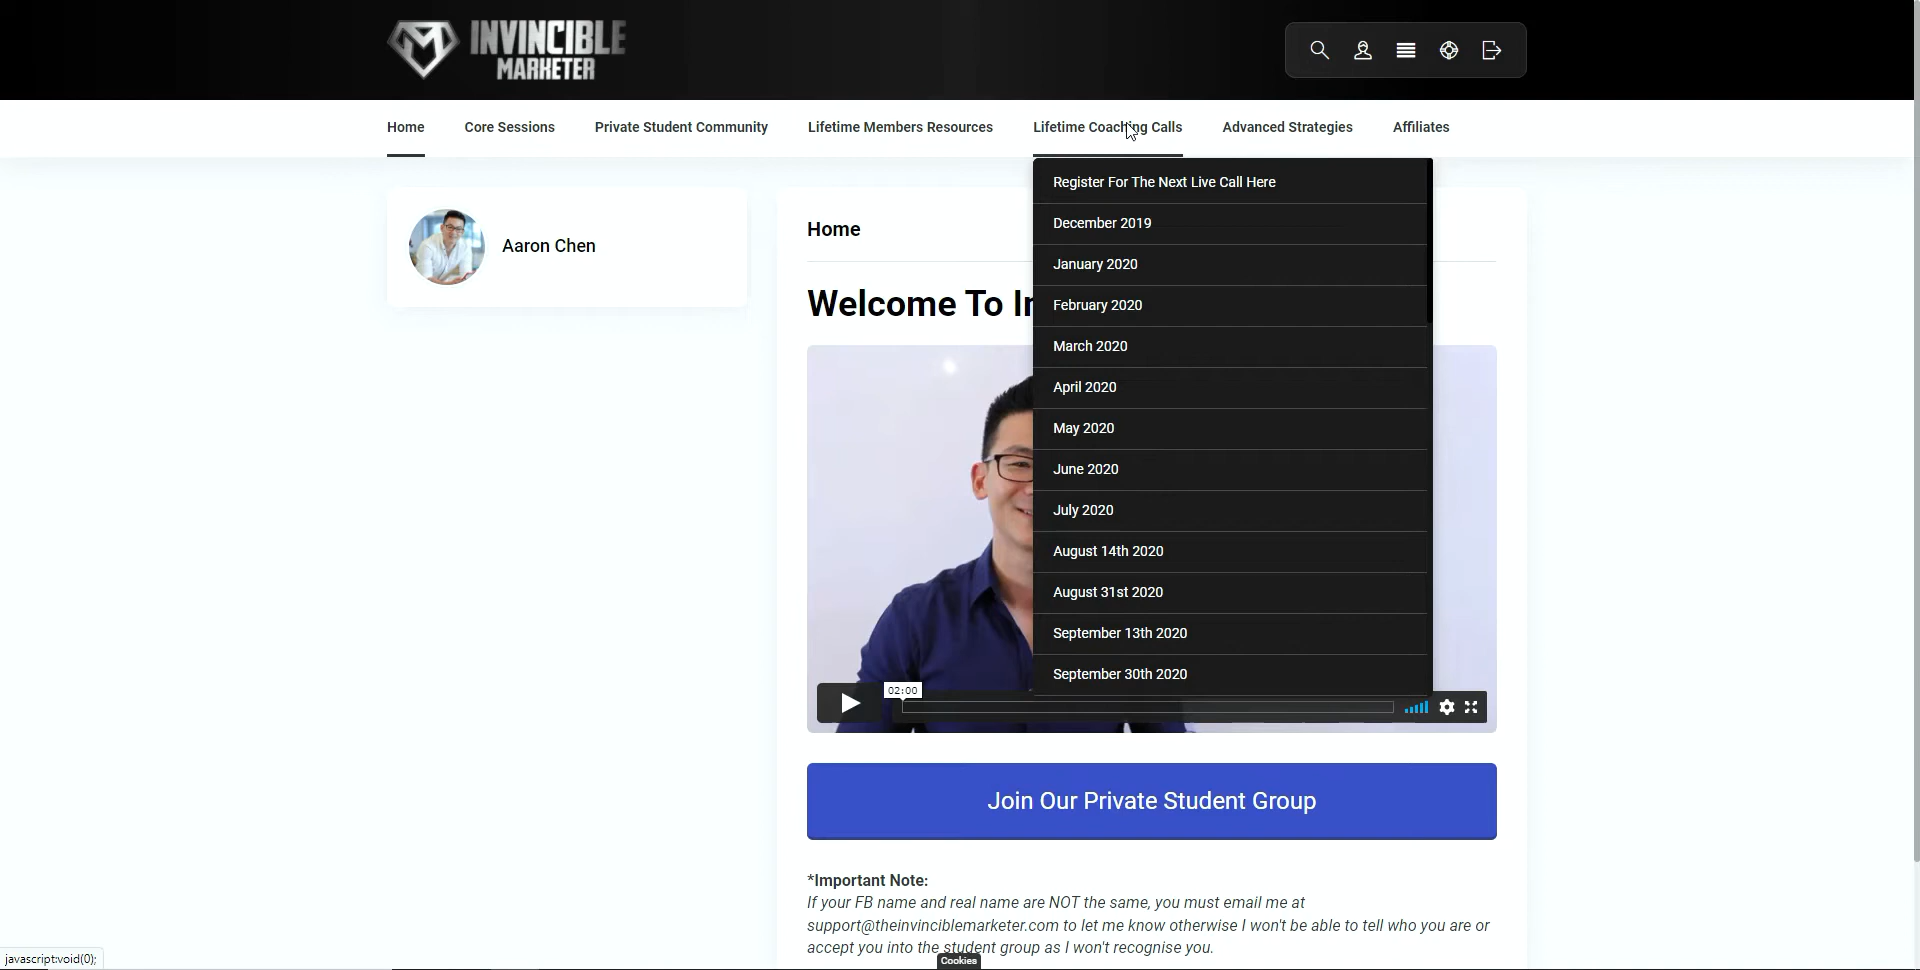 INVINCIBLE
MARKETER
Home
Core Sessions
Private Student Community
Lifetime Members Resources
Lifetime Coaching Calls
Advanced Strategies
Affiliates
Aaron Chen
Home
Welcome To
Register For The Next Live Call Here
December 2019
January 2020
February 2020
March 2020
April 2020
May 2020
June 2020
July 2020
August 14th 2020
August 31st 2020
September 13th 2020
September 30th 2020
02:00
Join Our Private Student Group
*Important Note:
If your FB name and real name are NOT the same, you must email me at
support@theinvinciblemarketer.com to let me know otherwise I won't be able to tell who you are or
accept you into the student group as I won't recognise you.
Cookies
javascript:void(0);